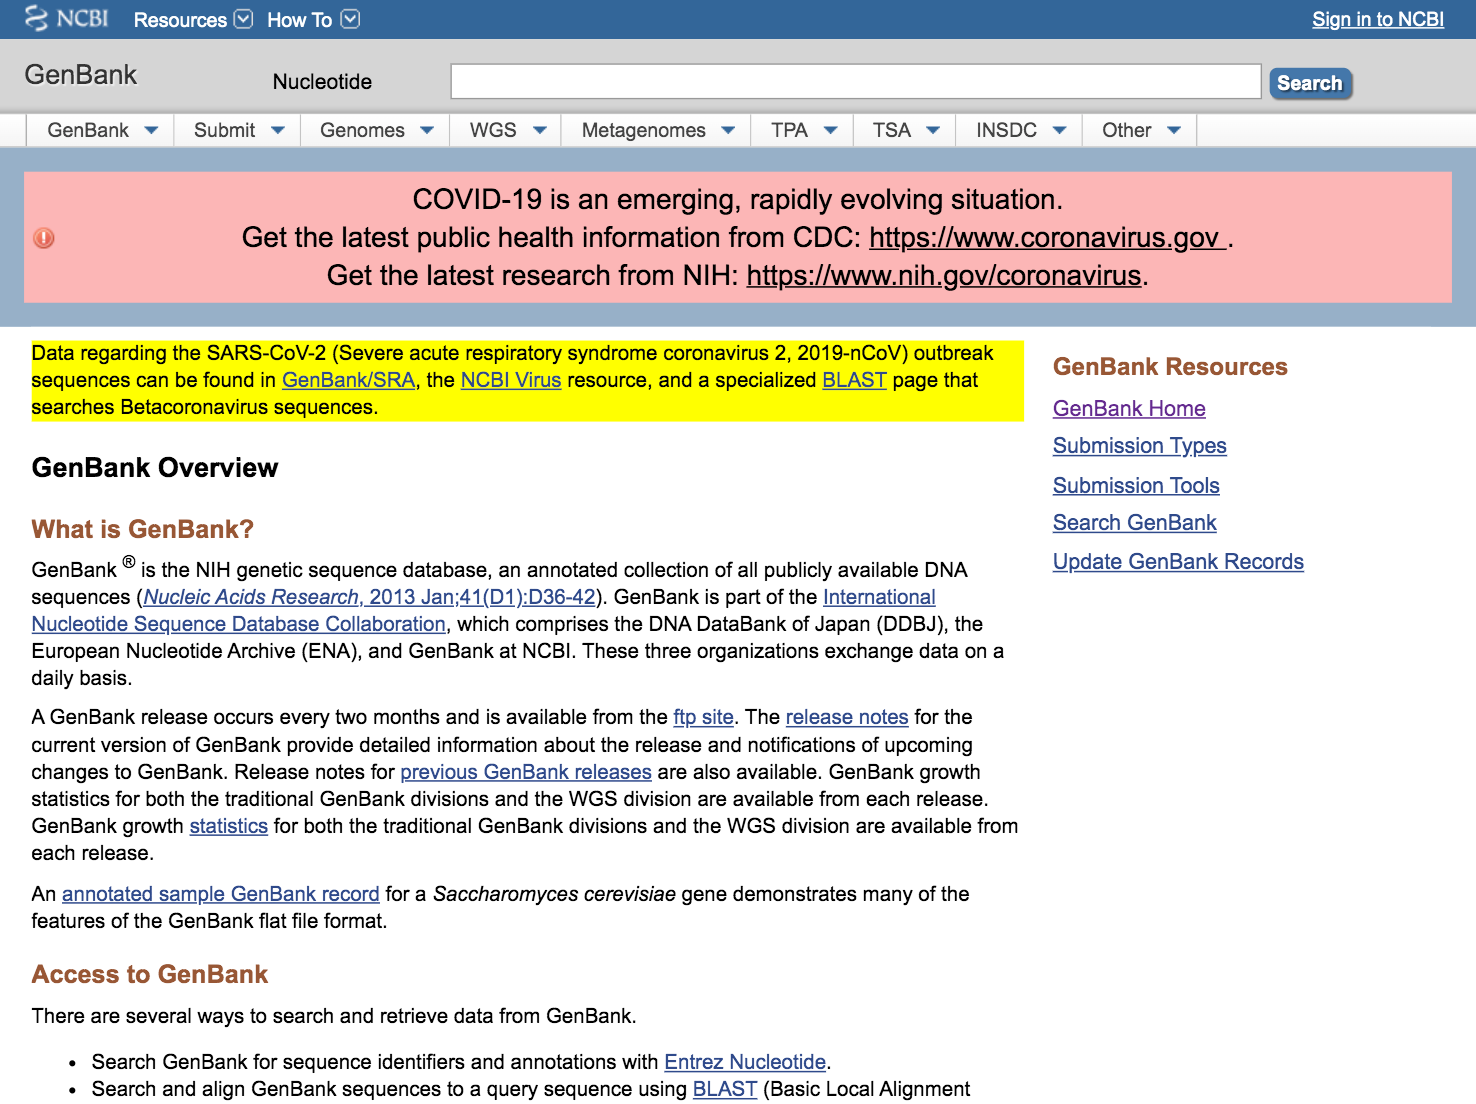 NCBI Resources How To Sign in to NCBI
GenBank Nucleotide Search
GenBank Submit Genomes WGS Metagenomes TPA TSA INSDC Other
COVID-19 is an emerging, rapidly evolving situation.
Get the latest public health information from CDC: https://www.coronavirus.gov .
Get the latest research from NIH: https://www.nih.gov/coronavirus.
Data regarding the SARS-CoV-2 (Severe acute respiratory syndrome coronavirus 2, 2019-nCoV) outbreak
sequences can be found in GenBank/SRA, the NCBI Virus resource, and a specialized BLAST page that
searches Betacoronavirus sequences.
GenBank Overview
What is GenBank?
GenBank ® is the NIH genetic sequence database, an annotated collection of all publicly available DNA
sequences (Nucleic Acids Research, 2013 Jan;41(D1):D36-42). GenBank is part of the International
Nucleotide Sequence Database Collaboration, which comprises the DNA DataBank of Japan (DDBJ), the
European Nucleotide Archive (ENA), and GenBank at NCBI. These three organizations exchange data on a
daily basis.
A GenBank release occurs every two months and is available from the ftp site. The release notes for the
current version of GenBank provide detailed information about the release and notifications of upcoming
changes to GenBank. Release notes for previous GenBank releases are also available. GenBank growth
statistics for both the traditional GenBank divisions and the WGS division are available from each release.
GenBank growth statistics for both the traditional GenBank divisions and the WGS division are available from
each release.
An annotated sample GenBank record for a Saccharomyces cerevisiae gene demonstrates many of the
features of the GenBank flat file format.
Access to GenBank
There are several ways to search and retrieve data from GenBank.
• Search GenBank for sequence identifiers and annotations with Entrez Nucleotide.
• Search and align GenBank sequences to a query sequence using BLAST (Basic Local Alignment
GenBank Resources
GenBank Home
Submission Types
Submission Tools
Search GenBank
Update GenBank Records